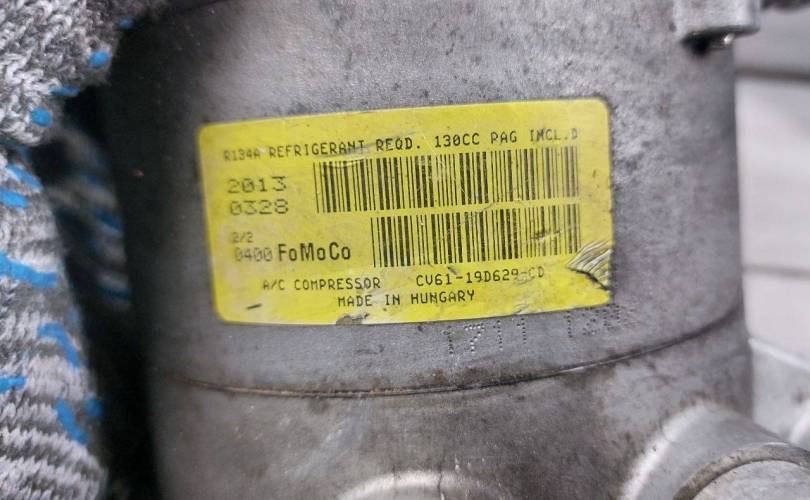 R134A REFRIGERANT REQD. 130CC PAG INCL.D
2013
0328
2/2
0400 FoMoCo
A/C COMPRESSOR CV61-19D629-CD
MADE IN HUNGARY
1711